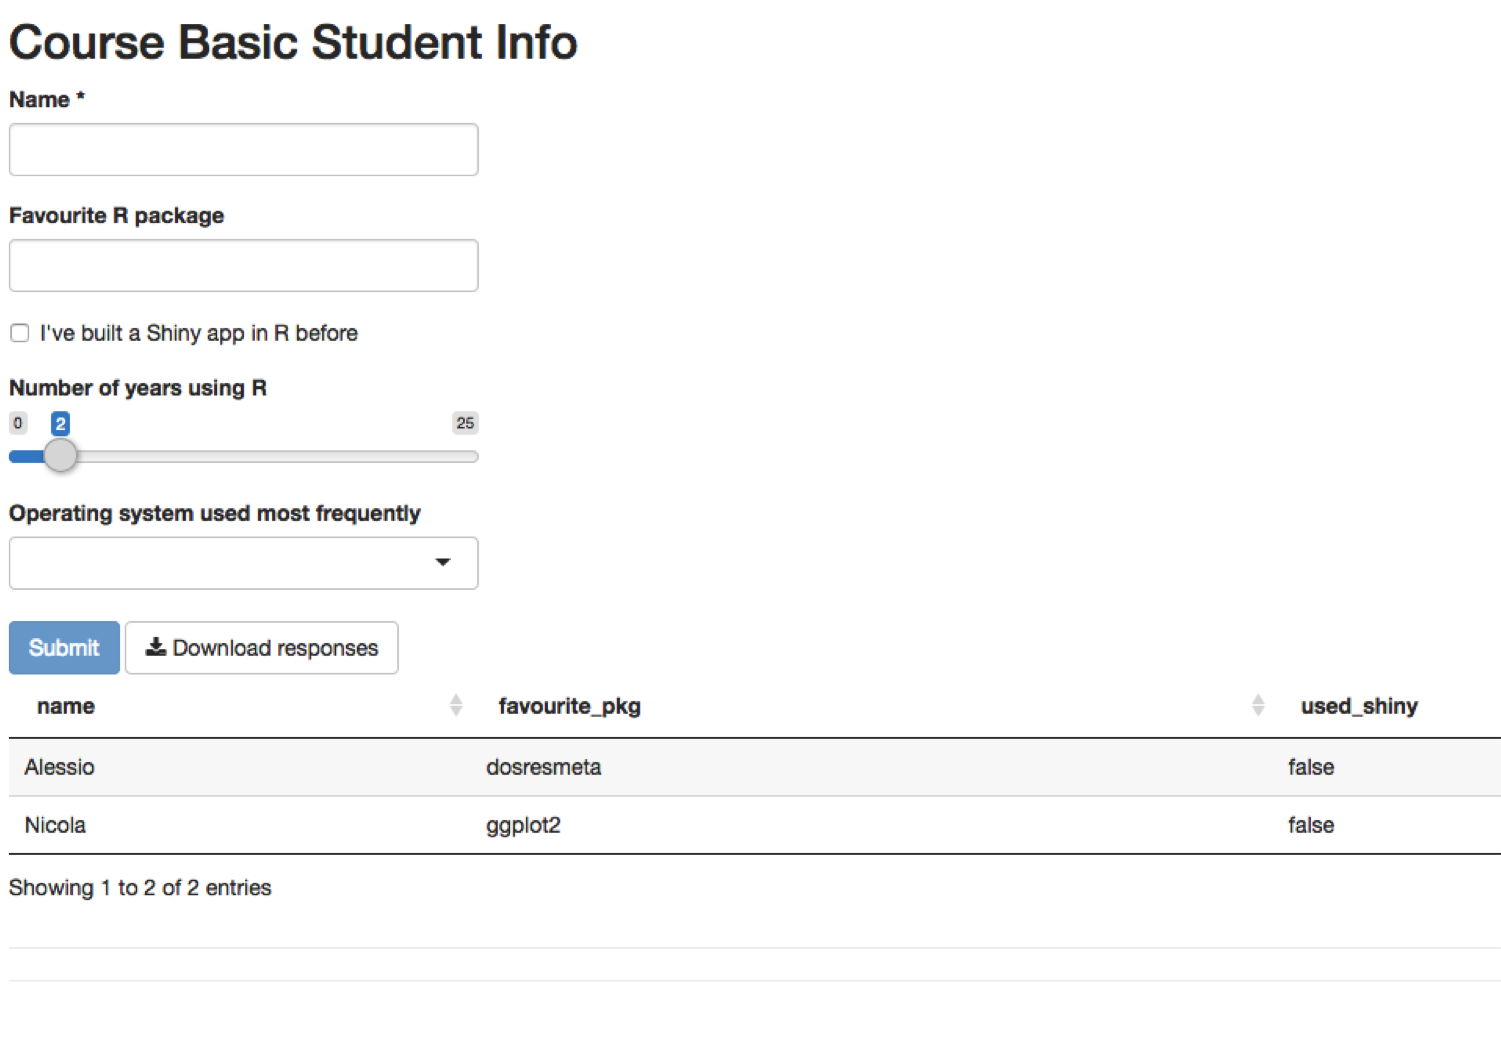 Course Basic Student Info
Name *
Favourite R package
I've built a Shiny app in R before
Number of years using R
0 2 25
Operating system used most frequently
Submit Download responses
name favourite_pkg used_shiny
Alessio dosresmeta false
Nicola ggplot2 false
Showing 1 to 2 of 2 entries